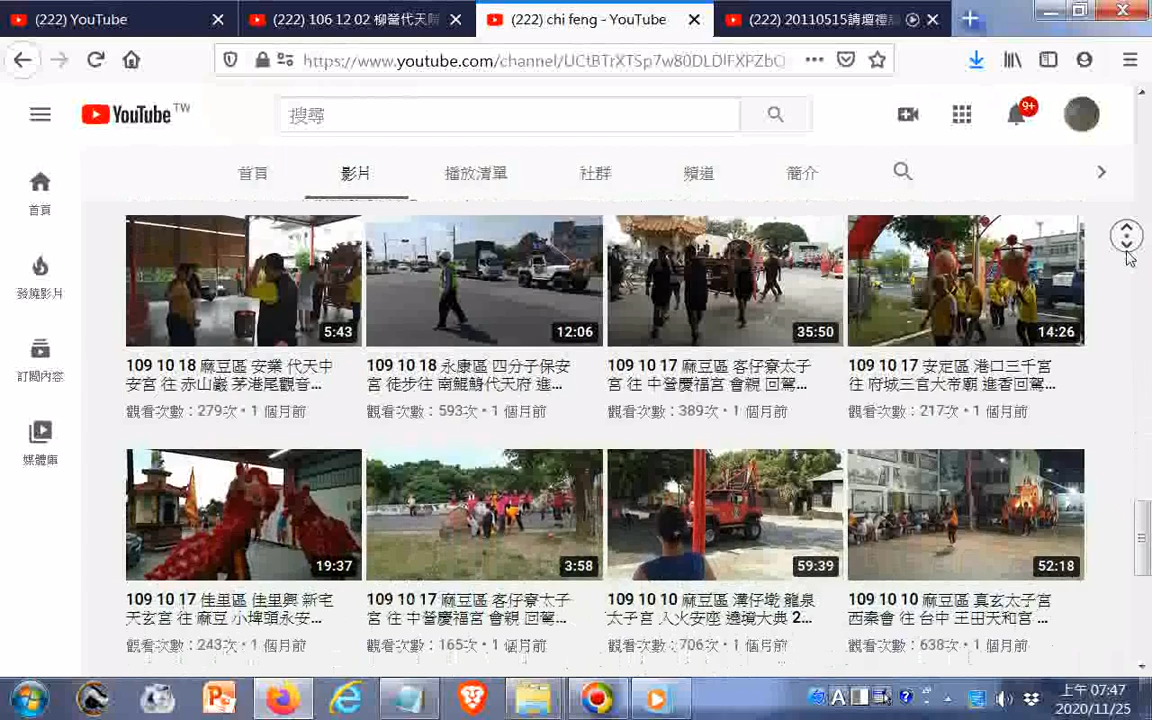 (222) YouTube
(222) 106 12 02 柳營代天府
(222) chi feng - YouTube
(222) 20110515請壇禮
https://www.youtube.com/channel/UCtBTrXTSp7w80DLDlFXPZbQ
YouTube TW
搜尋
9+
首頁
影片
播放清單
社群
頻道
簡介
首頁
發燒影片
訂閱內容
媒體庫
5:43
12:06
35:50
14:26
109 10 18 麻豆區 安業 代天中
安宮 往 赤山巖 茅港尾觀音...
觀看次數：279次 • 1 個月前
109 10 18 永康區 四分子保安
宮 徒步往 南鯤鯓代天府 進...
觀看次數：593次 • 1 個月前
109 10 17 麻豆區 客仔寮太子
宮 往 中營慶福宮 會親 回駕...
觀看次數：389次 • 1 個月前
109 10 17 安定區 港口三千宮
往 府城三官大帝廟 進香回駕...
觀看次數：217次 • 1 個月前
19:37
3:58
59:39
52:18
109 10 17 佳里區 佳里興 新宅
天玄宮 往 麻豆 小埤頭永安...
觀看次數：243次 • 1 個月前
109 10 17 麻豆區 客仔寮太子
宮 往 中營慶福宮 會親 回駕...
觀看次數：165次 • 1 個月前
109 10 10 麻豆區 溝仔墘 龍泉
太子宮 入火安座 遶境大典 2...
觀看次數：706次 • 1 個月前
109 10 10 麻豆區 真玄太子宮
西秦會 往 台中 王田天和宮 ...
觀看次數：638次 • 1 個月前
上午 07:47
2020/11/25